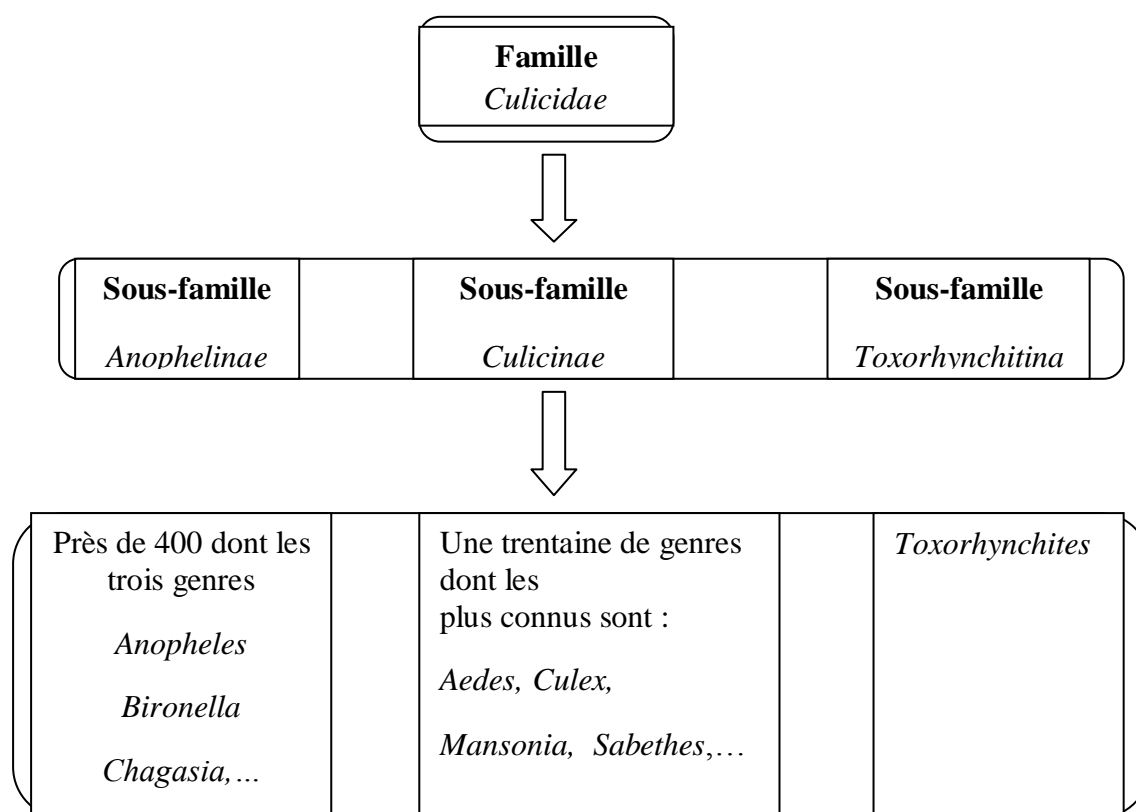 Famille
Culicidae
Sous-famille
Anophelinae
Sous-famille
Culicinae
Sous-famille
Toxorhynchitina
Près de 400 dont les
trois genres
Anopheles
Bironella
Chagasia,...
Une trentaine de genres
dont les
plus connus sont :
Aedes, Culex,
Mansonia, Sabethes,...
Toxorhynchites